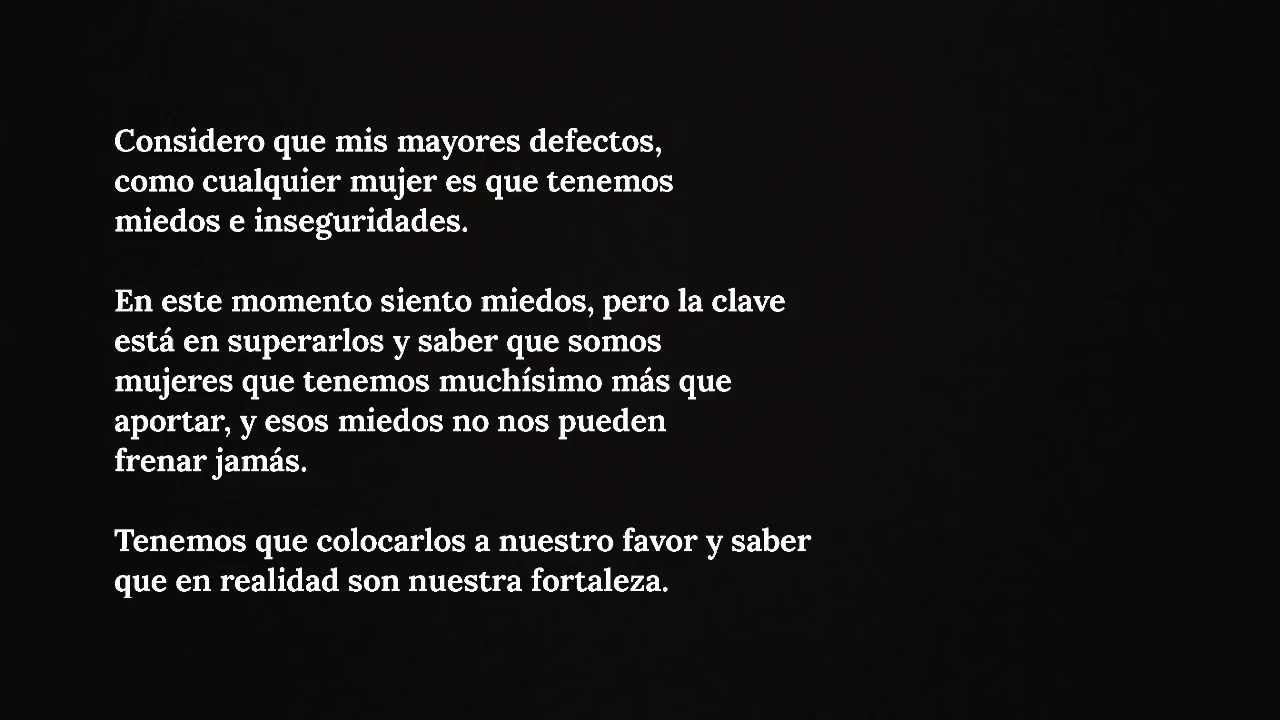 Considero que mis mayores defectos,
como cualquier mujer es que tenemos
miedos e inseguridades.
En este momento siento miedos, pero la clave
está en superarlos y saber que somos
mujeres que tenemos muchísimo más que
aportar, y esos miedos no nos pueden
frenar jamás.
Tenemos que colocarlos a nuestro favor y saber
que en realidad son nuestra fortaleza.